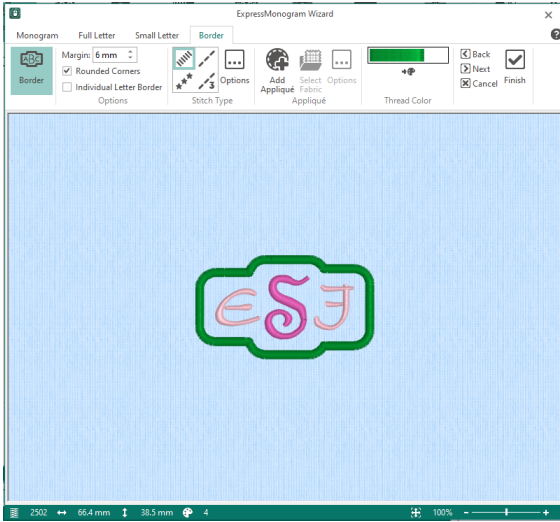 ExpressMonogram Wizard
Monogram Full Letter Small Letter Border
ABC
Border
Margin: 6 mm
Rounded Corners
Individual Letter Border
Options
Options
Stitch Type
Add Appliqué
Select Fabric
Options
Appliqué
Thread Color
Back
Next
Cancel
Finish
ESJ
2502 66.4 mm 38.5 mm 4 100% - +